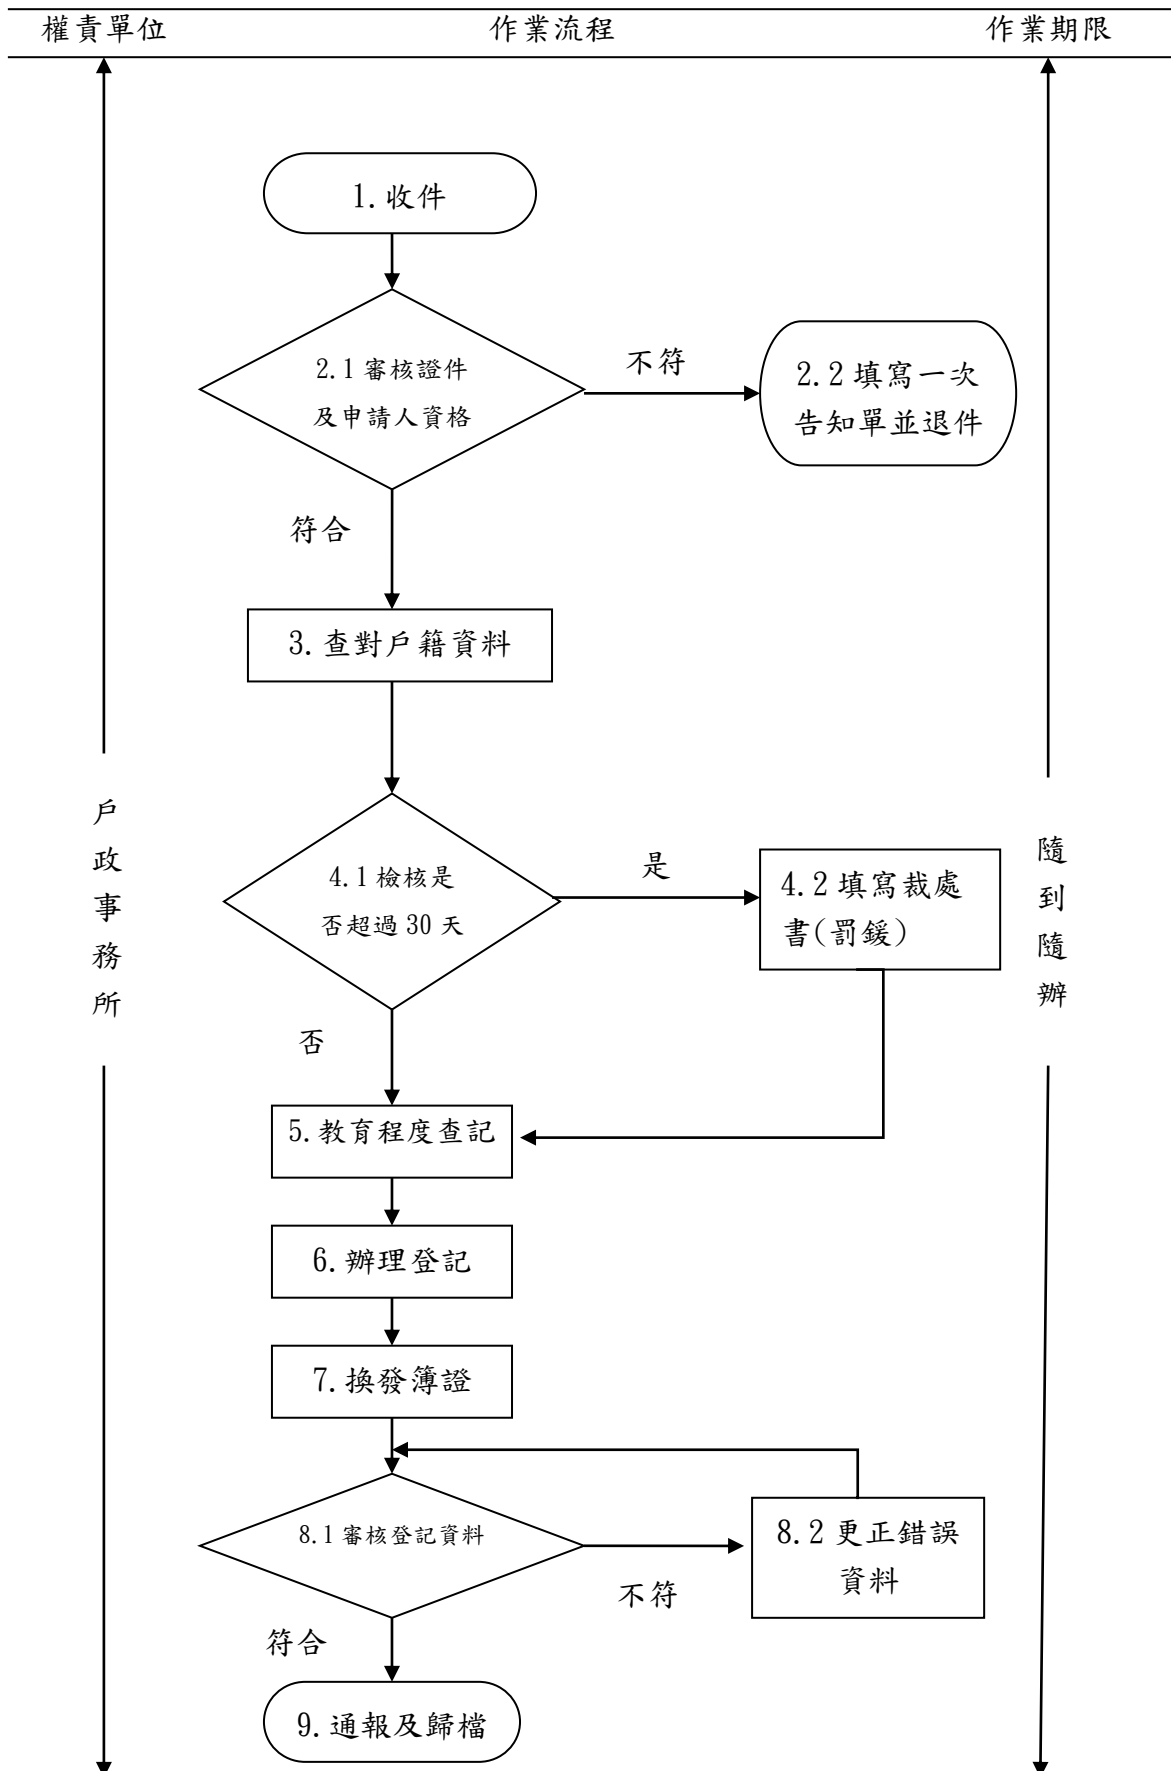 權責單位
作業流程
作業期限
1.收件
2.1 審核證件
及申請人資格
不符
2.2 填寫一次
告知單並退件
符合
3.查對戶籍資料
戶
政
事
務
所
4.1 檢核是
否超過 30 天
是
4.2 填寫裁處
書(罰鍰)
隨
到
隨
辦
否
5.教育程度查記
6.辦理登記
7.換發簿證
8.1 審核登記資料
不符
8.2 更正錯誤
資料
符合
9.通報及歸檔